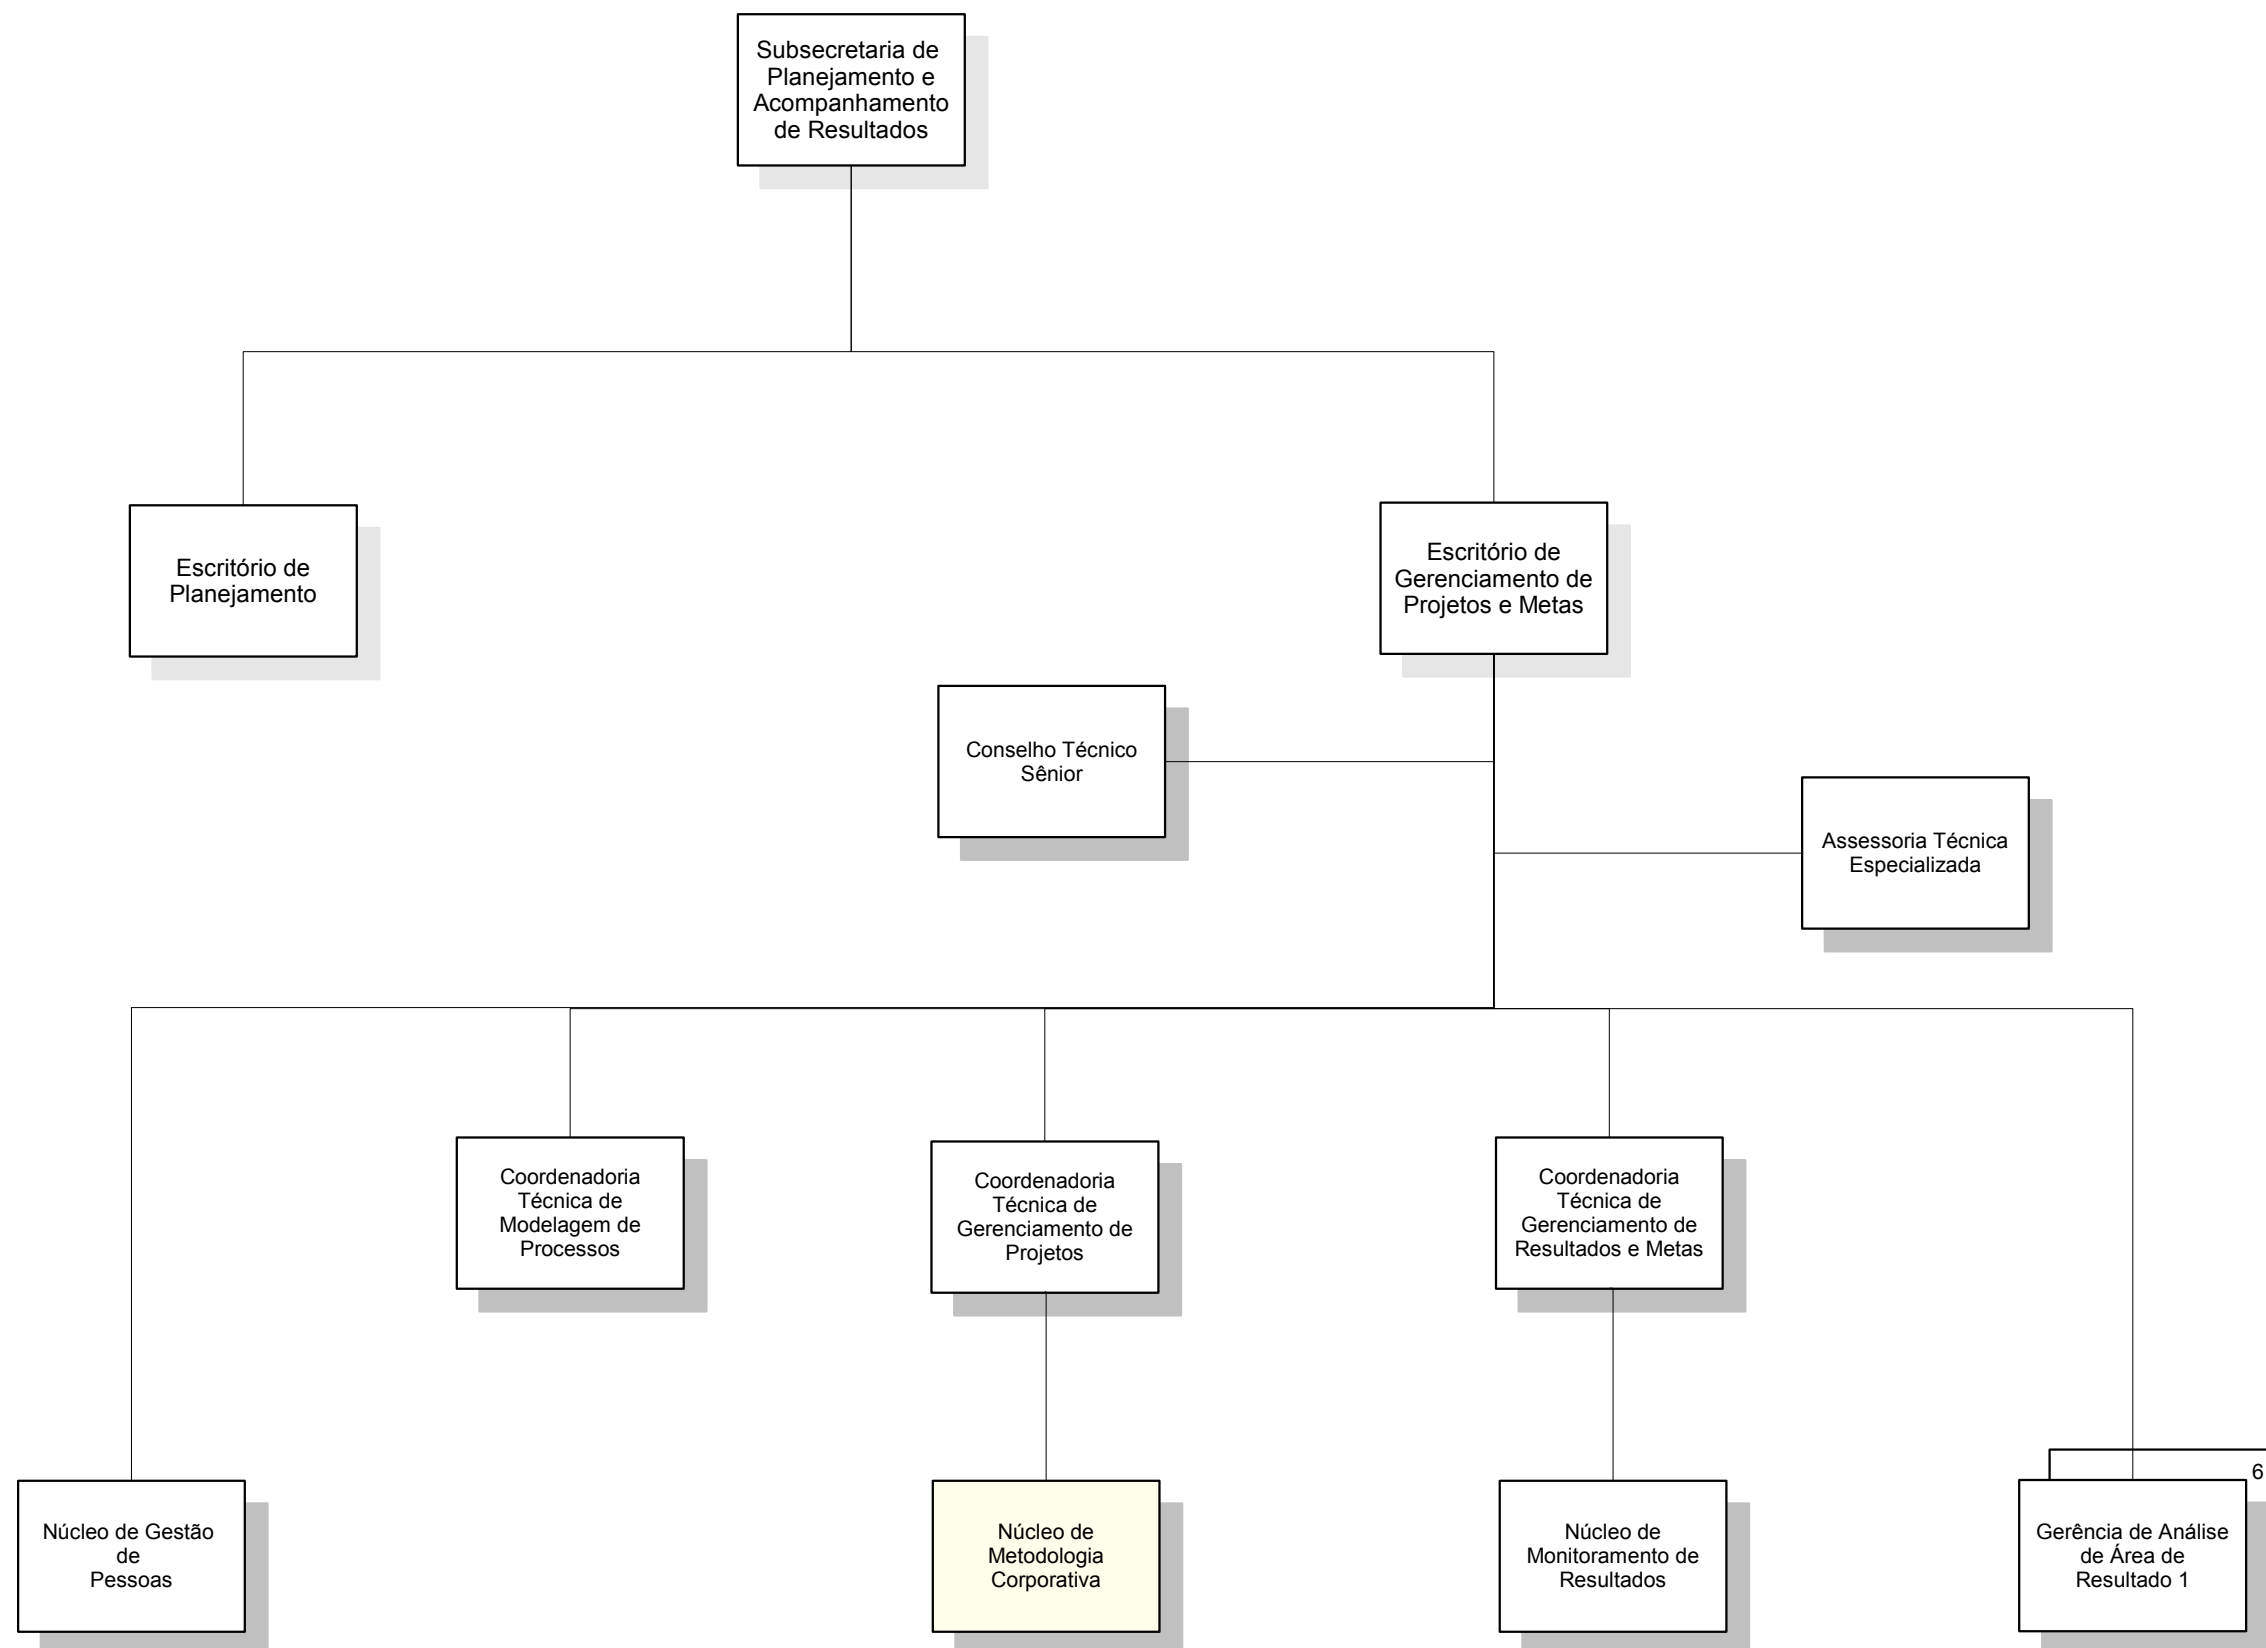 Subsecretaria de
Planejamento e
Acompanhamento
de Resultados
Escritório de
Planejamento
Escritório de
Gerenciamento de
Projetos e Metas
Conselho Técnico
Sênior
Assessoria Técnica
Especializada
Coordenadoria
Técnica de
Modelagem de
Processos
Coordenadoria
Técnica de
Gerenciamento de
Projetos
Coordenadoria
Técnica de
Gerenciamento de
Resultados e Metas
Núcleo de Gestão
de
Pessoas
Núcleo de
Metodologia
Corporativa
Núcleo de
Monitoramento de
Resultados
6
Gerência de Análise
de Área de
Resultado 1